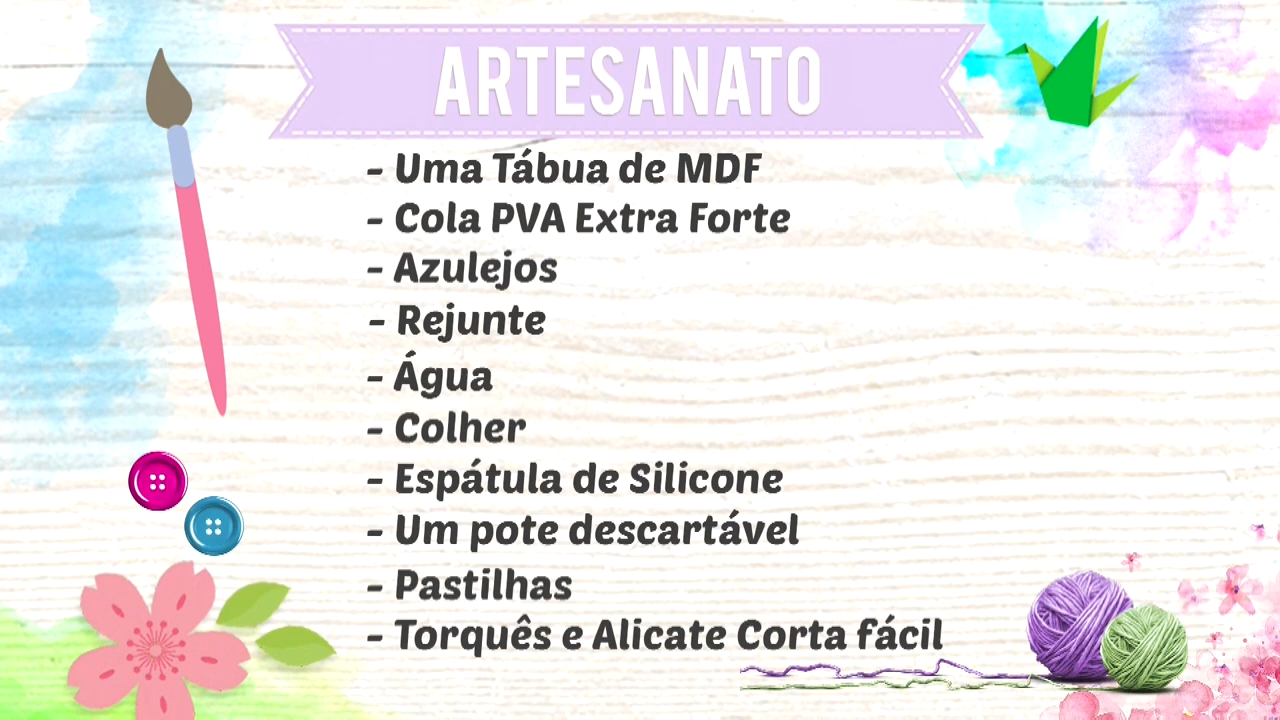 ARTESANATO
- Uma Tábua de MDF
- Cola PVA Extra Forte
- Azulejos
- Rejunte
- Água
- Colher
- Espátula de Silicone
- Um pote descartável
- Pastilhas
- Torquês e Alicate Corta fácil